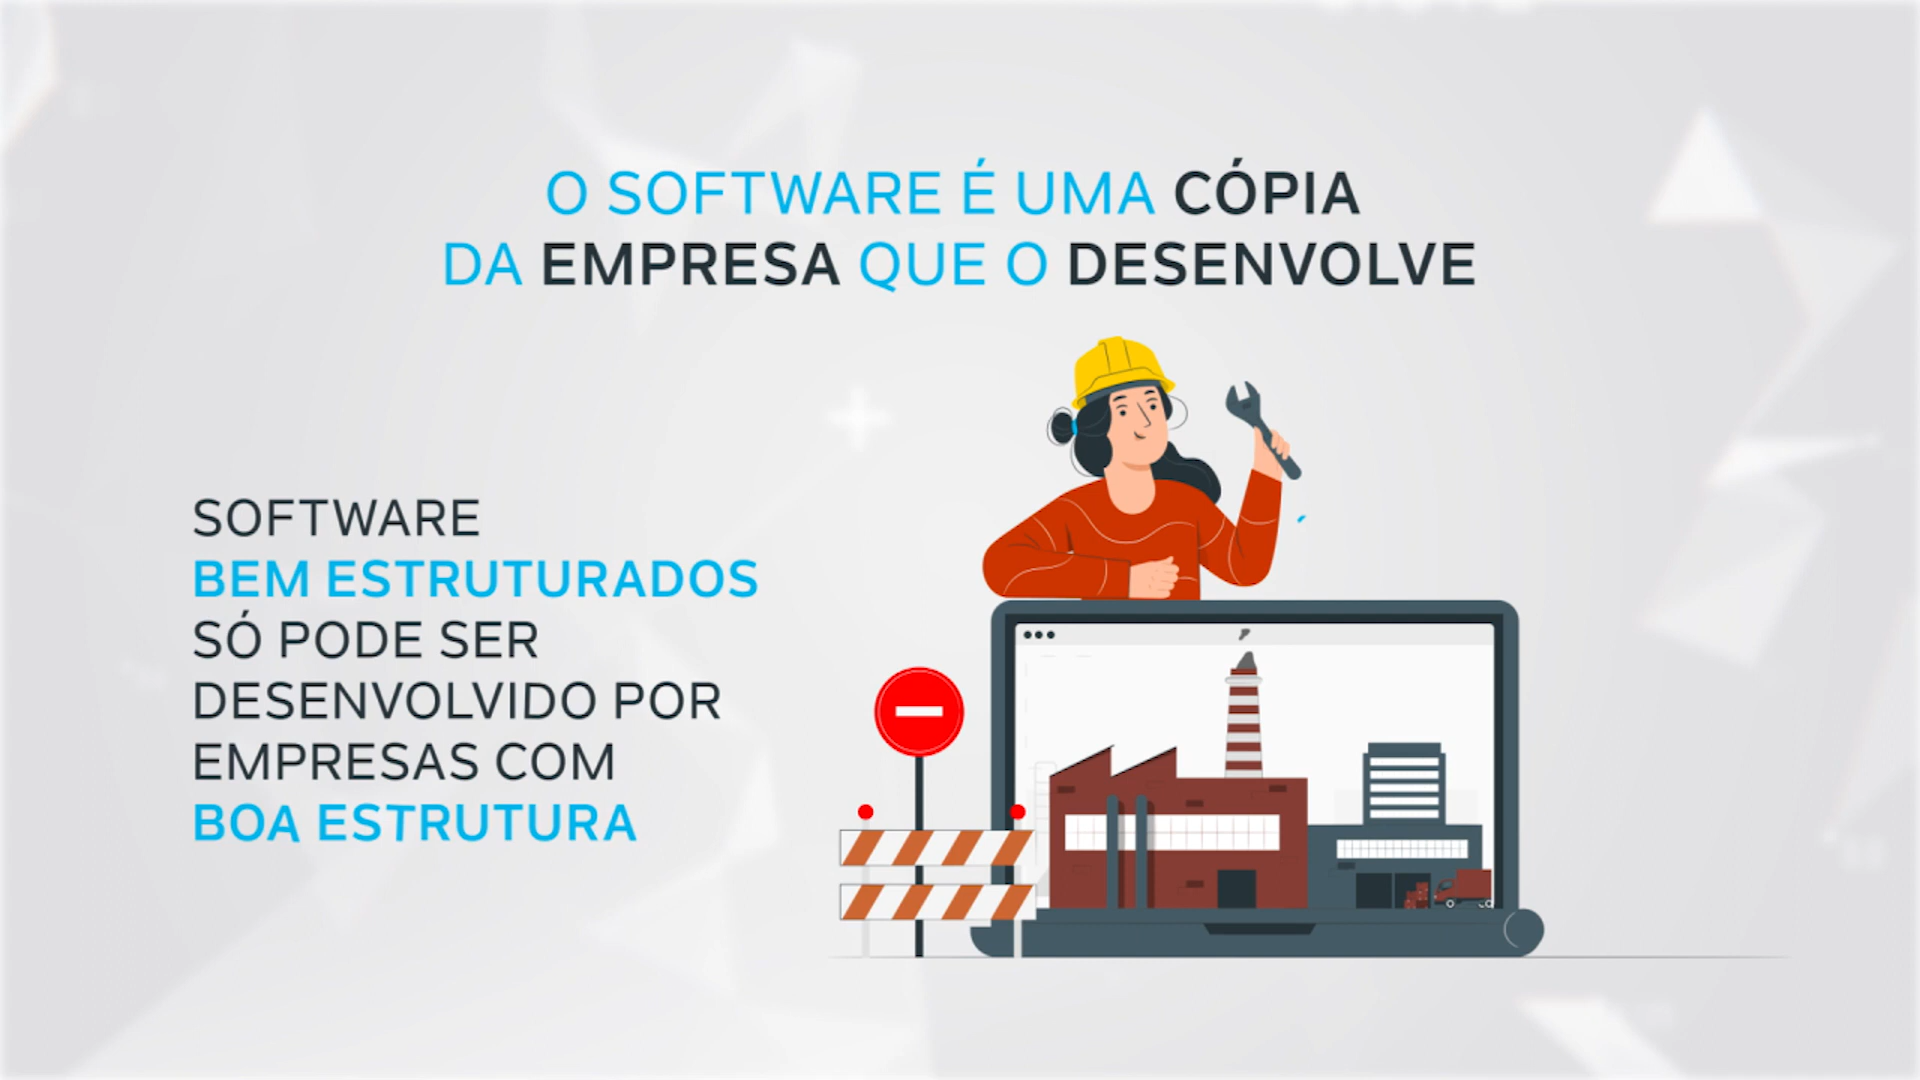 O SOFTWARE É UMA CÓPIA
DA EMPRESA QUE O DESENVOLVE
SOFTWARE
BEM ESTRUTURADOS
SÓ PODE SER
DESENVOLVIDO POR
EMPRESAS COM
BOA ESTRUTURA